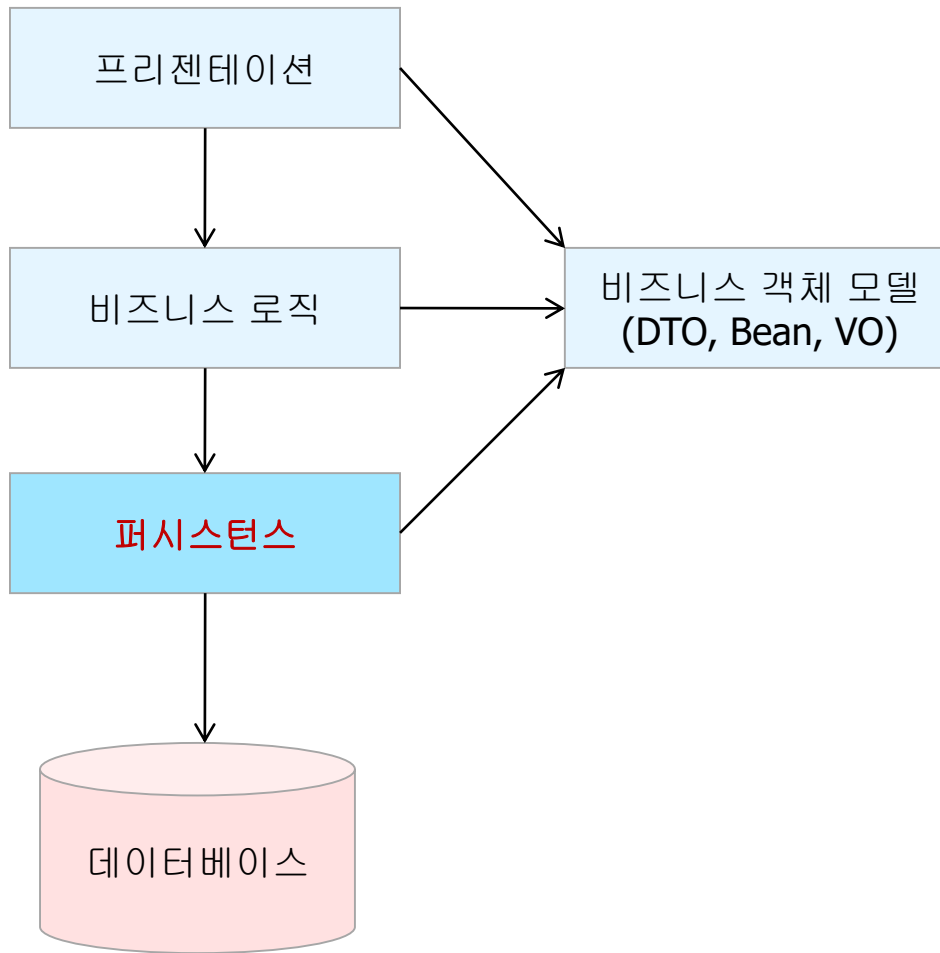 프리젠테이션
비즈니스 로직
비즈니스 객체 모델
(DTO, Bean, VO)
퍼시스턴스
데이터베이스